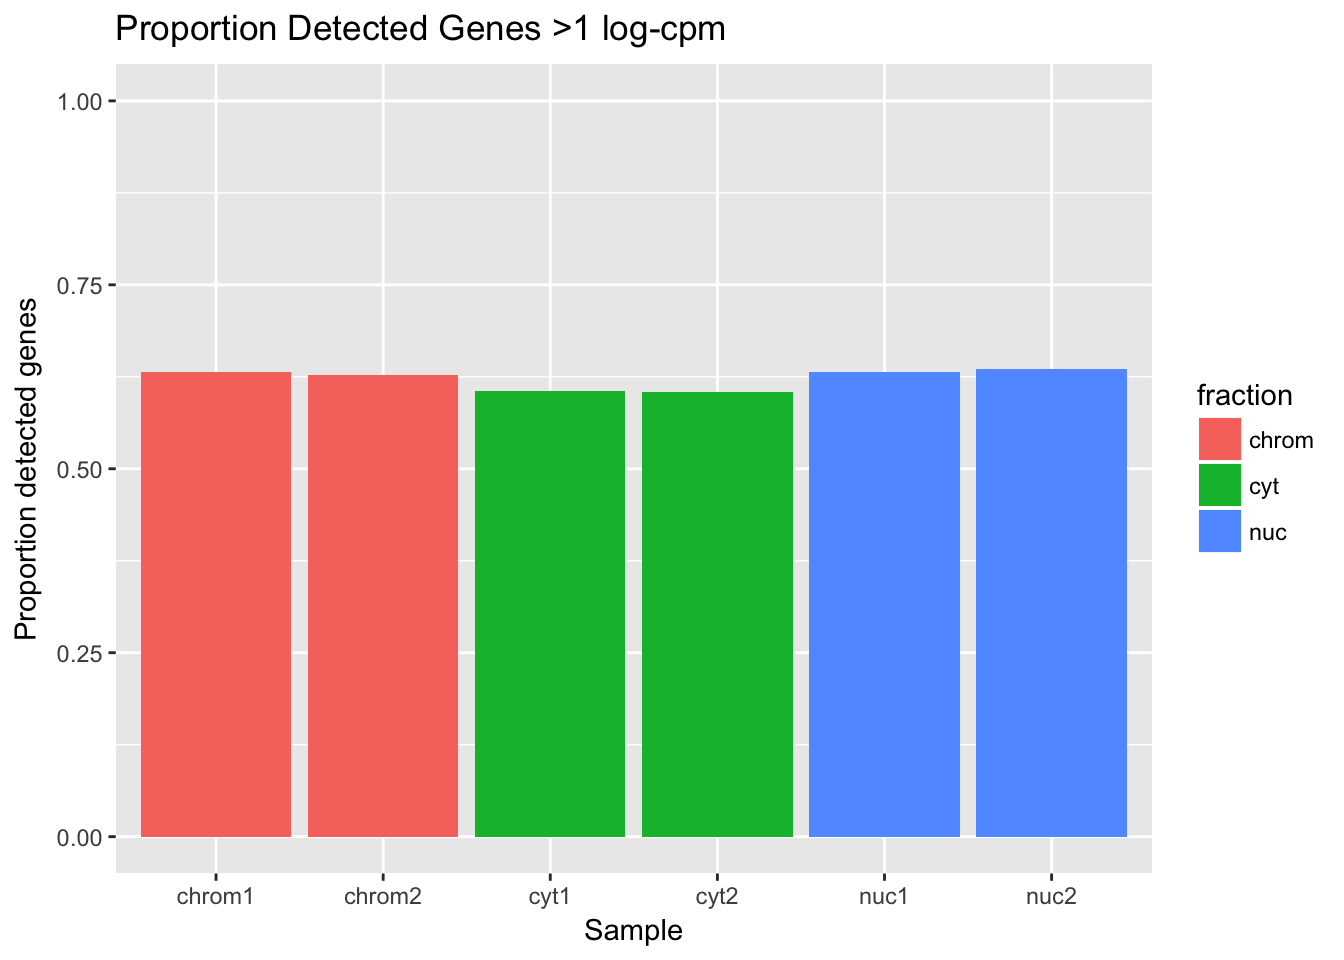 Proportion Detected Genes >1 log-cpm
Proportion detected genes
1.00
0.75
0.50
0.25
0.00
chrom1 chrom2 cyt1 cyt2 nuc1 nuc2
Sample
fraction
chrom
cyt
nuc